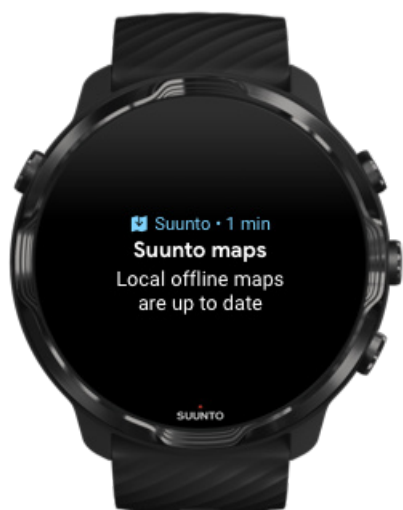 Suunto • 1 min
Suunto maps
Local offline maps
are up to date
SUUNTO